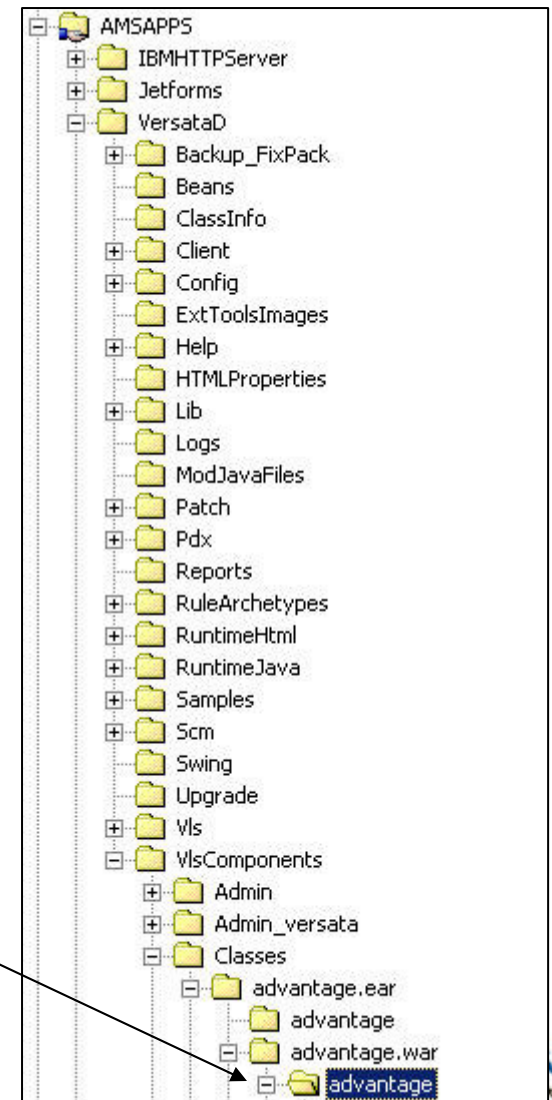 AMSAPPS
IBMHTTPServer
Jetforms
VersataD
Backup_FixPack
Beans
ClassInfo
Client
Config
ExtToolsImages
Help
HTMLProperties
Lib
Logs
ModJavaFiles
Patch
Pdx
Reports
RuleArchetypes
RuntimeHtml
RuntimeJava
Samples
Scm
Swing
Upgrade
Vls
VlsComponents
Admin
Admin_versata
Classes
advantage.ear
advantage
advantage.war
advantage